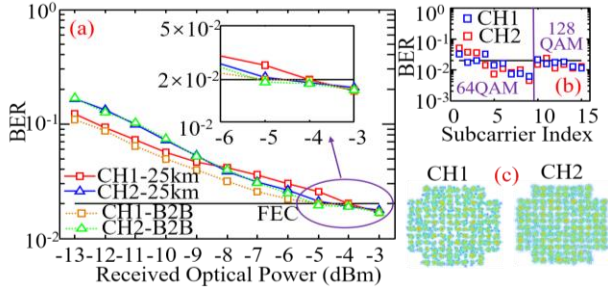 (a)
BER
10⁻¹
10⁻²
-13 -12 -11 -10 -9 -8 -7 -6 -5 -4 -3
Received Optical Power (dBm)
CH1-25km
CH2-25km
CH1-B2B
CH2-B2B
FEC
5×10⁻²
2×10⁻²
10⁻²
-6 -5 -4 -3
BER
10¹
10⁰
10⁻¹
10⁻²
10⁻³
CH1
CH2
128
QAM
64QAM
(b)
0 5 10 15
Subcarrier Index
CH1
(c)
CH2